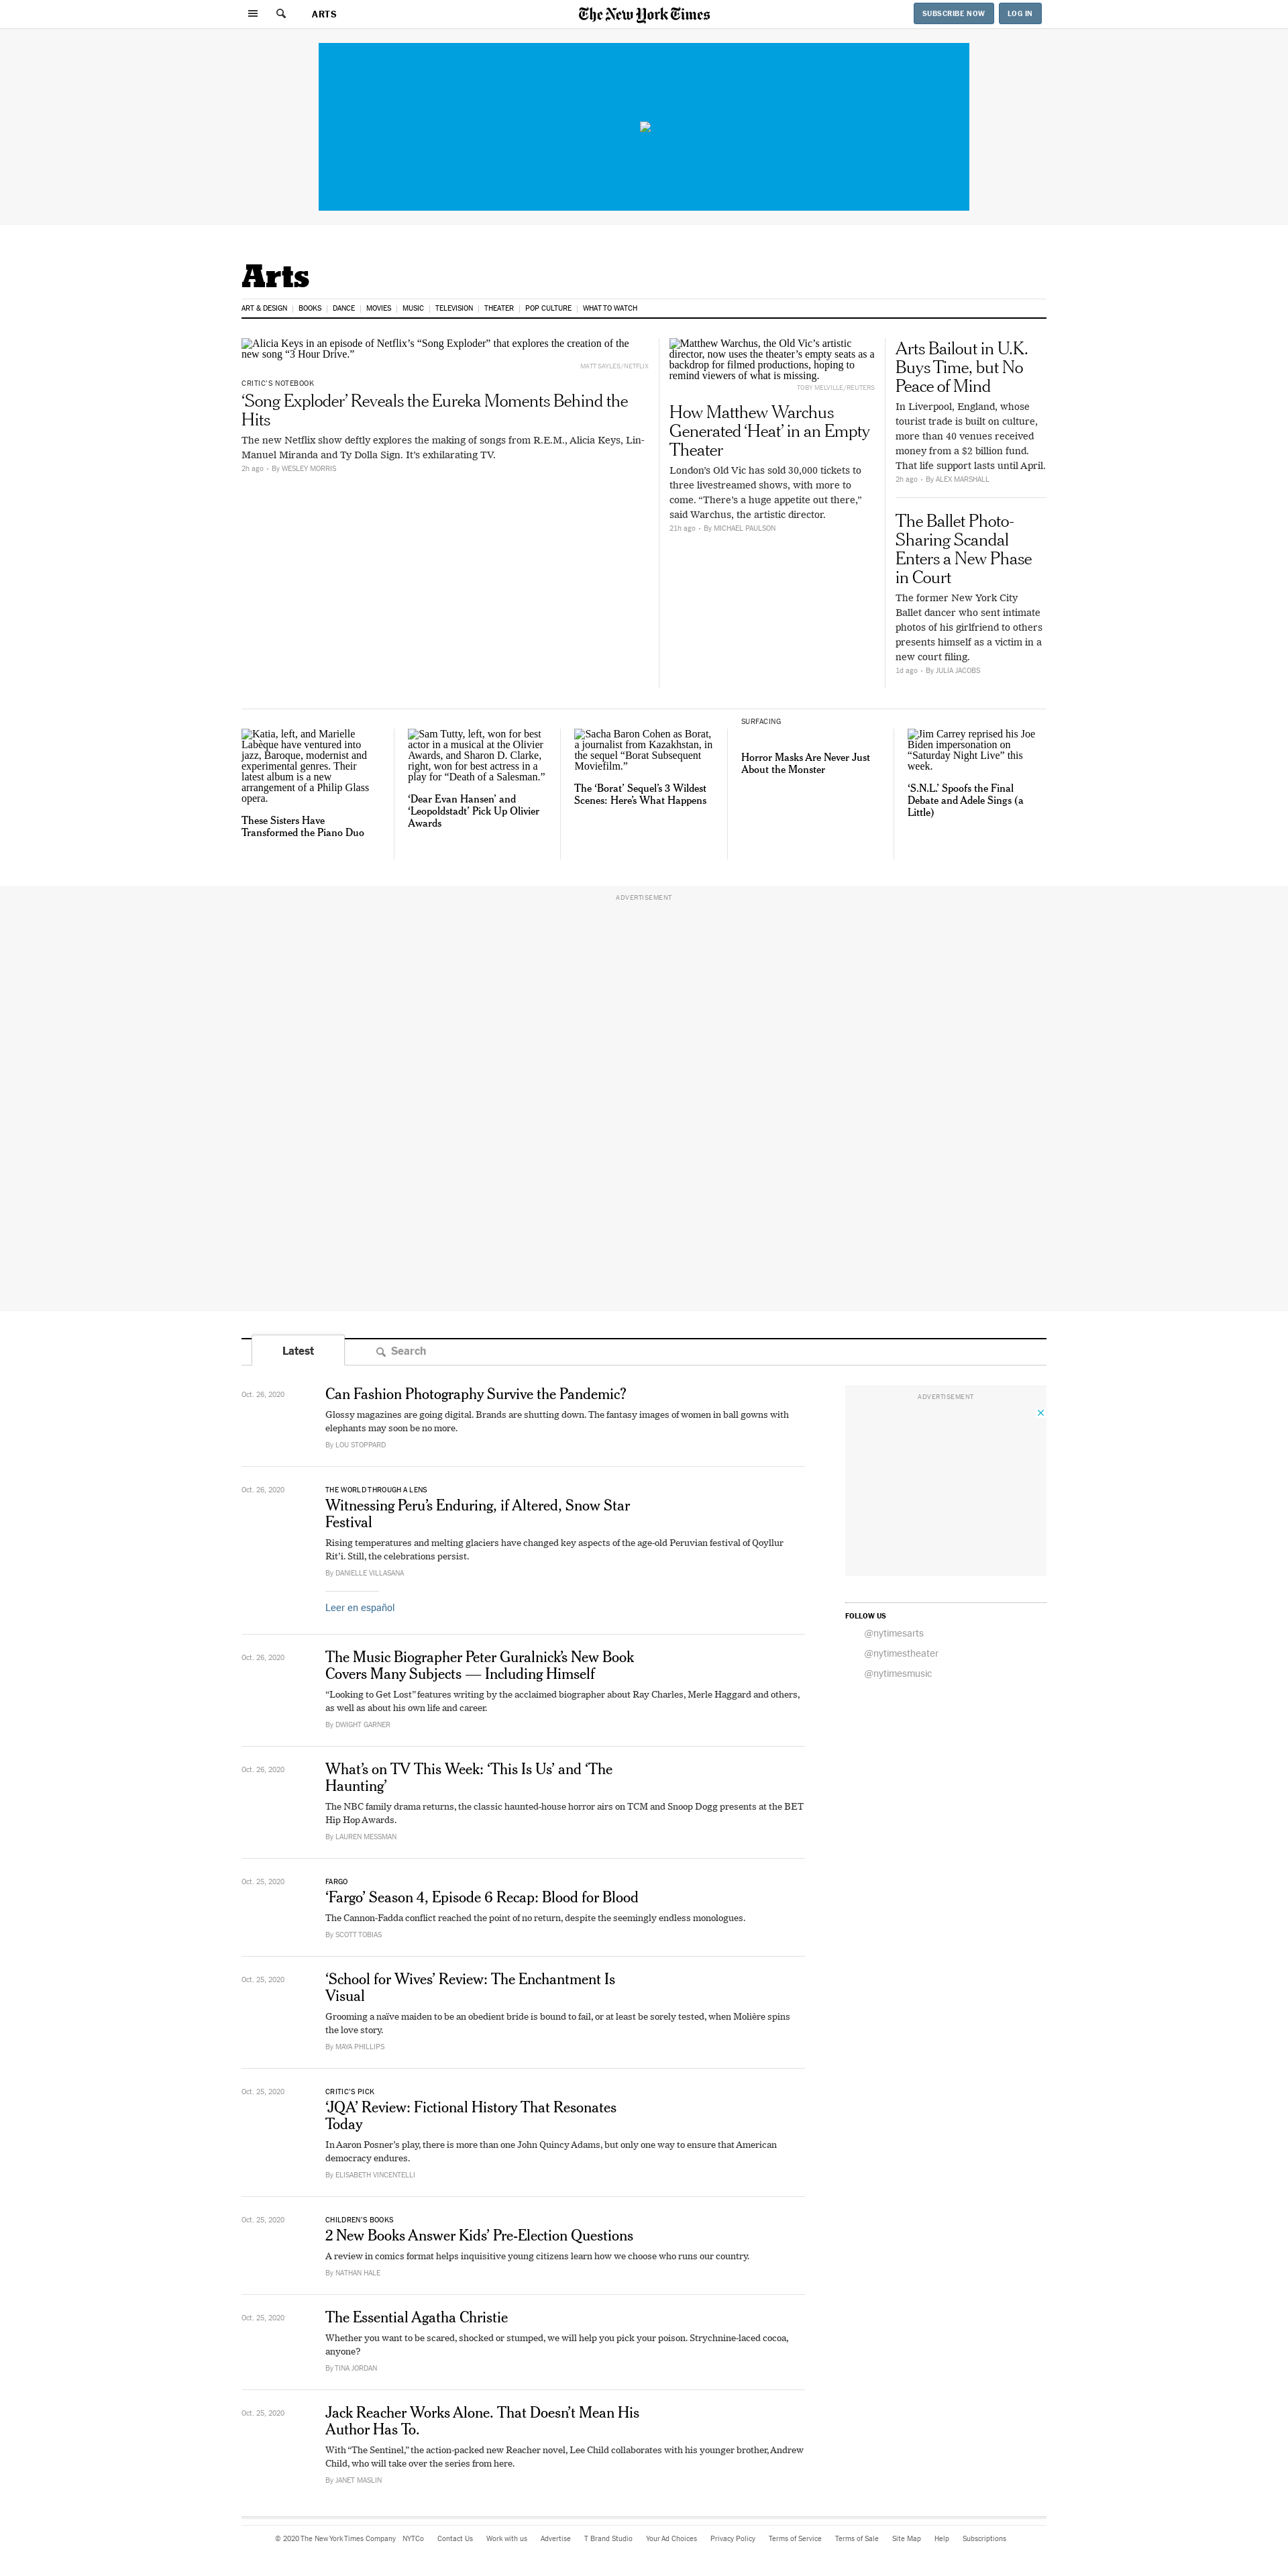 ARTS
The New York Times
SUBSCRIBE NOW
LOG IN
Arts
ART & DESIGN
BOOKS
DANCE
MOVIES
MUSIC
TELEVISION
THEATER
POP CULTURE
WHAT TO WATCH
Alicia Keys in an episode of Netflix’s “Song Exploder” that explores the creation of the
new song “3 Hour Drive.”
MATT SAYLES/NETFLIX
CRITIC’S NOTEBOOK
‘Song Exploder’ Reveals the Eureka Moments Behind the
Hits
The new Netflix show deftly explores the making of songs from R.E.M., Alicia Keys, Lin-
Manuel Miranda and Ty Dolla Sign. It’s exhilarating TV.
2h ago • By WESLEY MORRIS
Matthew Warchus, the Old Vic’s artistic
director, now uses the theater’s empty seats as a
backdrop for filmed productions, hoping to
remind viewers of what is missing.
TOBY MELVILLE/REUTERS
How Matthew Warchus
Generated ‘Heat’ in an Empty
Theater
London’s Old Vic has sold 30,000 tickets to
three livestreamed shows, with more to
come. “There’s a huge appetite out there,”
said Warchus, the artistic director.
21h ago • By MICHAEL PAULSON
Arts Bailout in U.K.
Buys Time, but No
Peace of Mind
In Liverpool, England, whose
tourist trade is built on culture,
more than 40 venues received
money from a $2 billion fund.
That life support lasts until April.
2h ago • By ALEX MARSHALL
The Ballet Photo-
Sharing Scandal
Enters a New Phase
in Court
The former New York City
Ballet dancer who sent intimate
photos of his girlfriend to others
presents himself as a victim in a
new court filing.
1d ago • By JULIA JACOBS
Katia, left, and Marielle
Labèque have ventured into
jazz, Baroque, modernist and
experimental genres. Their
latest album is a new
arrangement of a Philip Glass
opera.
These Sisters Have
Transformed the Piano Duo
Sam Tutty, left, won for best
actor in a musical at the Olivier
Awards, and Sharon D. Clarke,
right, won for best actress in a
play for “Death of a Salesman.”
‘Dear Evan Hansen’ and
‘Leopoldstadt’ Pick Up Olivier
Awards
Sacha Baron Cohen as Borat,
a journalist from Kazakhstan, in
the sequel “Borat Subsequent
Moviefilm.”
The ‘Borat’ Sequel’s 3 Wildest
Scenes: Here’s What Happens
SURFACING
Horror Masks Are Never Just
About the Monster
Jim Carrey reprised his Joe
Biden impersonation on
“Saturday Night Live” this
week.
‘S.N.L.’ Spoofs the Final
Debate and Adele Sings (a
Little)
ADVERTISEMENT
Latest
Search
Oct. 26, 2020
Can Fashion Photography Survive the Pandemic?
Glossy magazines are going digital. Brands are shutting down. The fantasy images of women in ball gowns with
elephants may soon be no more.
By LOU STOPPARD
Oct. 26, 2020
THE WORLD THROUGH A LENS
Witnessing Peru’s Enduring, if Altered, Snow Star
Festival
Rising temperatures and melting glaciers have changed key aspects of the age-old Peruvian festival of Qoyllur
Rit’i. Still, the celebrations persist.
By DANIELLE VILLASANA
Leer en español
Oct. 26, 2020
The Music Biographer Peter Guralnick’s New Book
Covers Many Subjects — Including Himself
“Looking to Get Lost” features writing by the acclaimed biographer about Ray Charles, Merle Haggard and others,
as well as about his own life and career.
By DWIGHT GARNER
Oct. 26, 2020
What’s on TV This Week: ‘This Is Us’ and ‘The
Haunting’
The NBC family drama returns, the classic haunted-house horror airs on TCM and Snoop Dogg presents at the BET
Hip Hop Awards.
By LAUREN MESSMAN
Oct. 25, 2020
FARGO
‘Fargo’ Season 4, Episode 6 Recap: Blood for Blood
The Cannon-Fadda conflict reached the point of no return, despite the seemingly endless monologues.
By SCOTT TOBIAS
Oct. 25, 2020
‘School for Wives’ Review: The Enchantment Is
Visual
Grooming a naïve maiden to be an obedient bride is bound to fail, or at least be sorely tested, when Molière spins
the love story.
By MAYA PHILLIPS
Oct. 25, 2020
CRITIC’S PICK
‘JQA’ Review: Fictional History That Resonates
Today
In Aaron Posner’s play, there is more than one John Quincy Adams, but only one way to ensure that American
democracy endures.
By ELISABETH VINCENTELLI
Oct. 25, 2020
CHILDREN’S BOOKS
2 New Books Answer Kids’ Pre-Election Questions
A review in comics format helps inquisitive young citizens learn how we choose who runs our country.
By NATHAN HALE
Oct. 25, 2020
The Essential Agatha Christie
Whether you want to be scared, shocked or stumped, we will help you pick your poison. Strychnine-laced cocoa,
anyone?
By TINA JORDAN
Oct. 25, 2020
Jack Reacher Works Alone. That Doesn’t Mean His
Author Has To.
With “The Sentinel,” the action-packed new Reacher novel, Lee Child collaborates with his younger brother, Andrew
Child, who will take over the series from here.
By JANET MASLIN
ADVERTISEMENT
FOLLOW US
@nytimesarts
@nytimestheater
@nytimesmusic
© 2020 The New York Times Company
NYTCo
Contact Us
Work with us
Advertise
T Brand Studio
Your Ad Choices
Privacy Policy
Terms of Service
Terms of Sale
Site Map
Help
Subscriptions